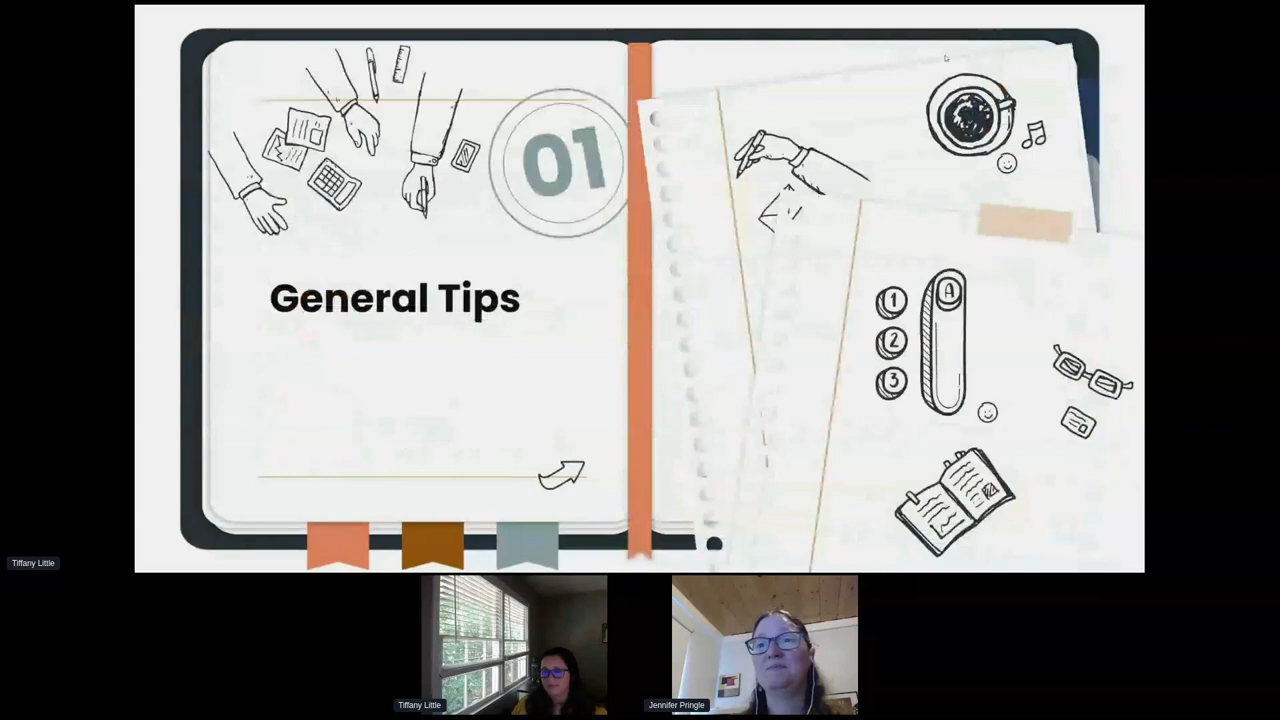 01
General Tips
A
1
2
3
Tiffany Little
Tiffany Little
Jennifer Pringle